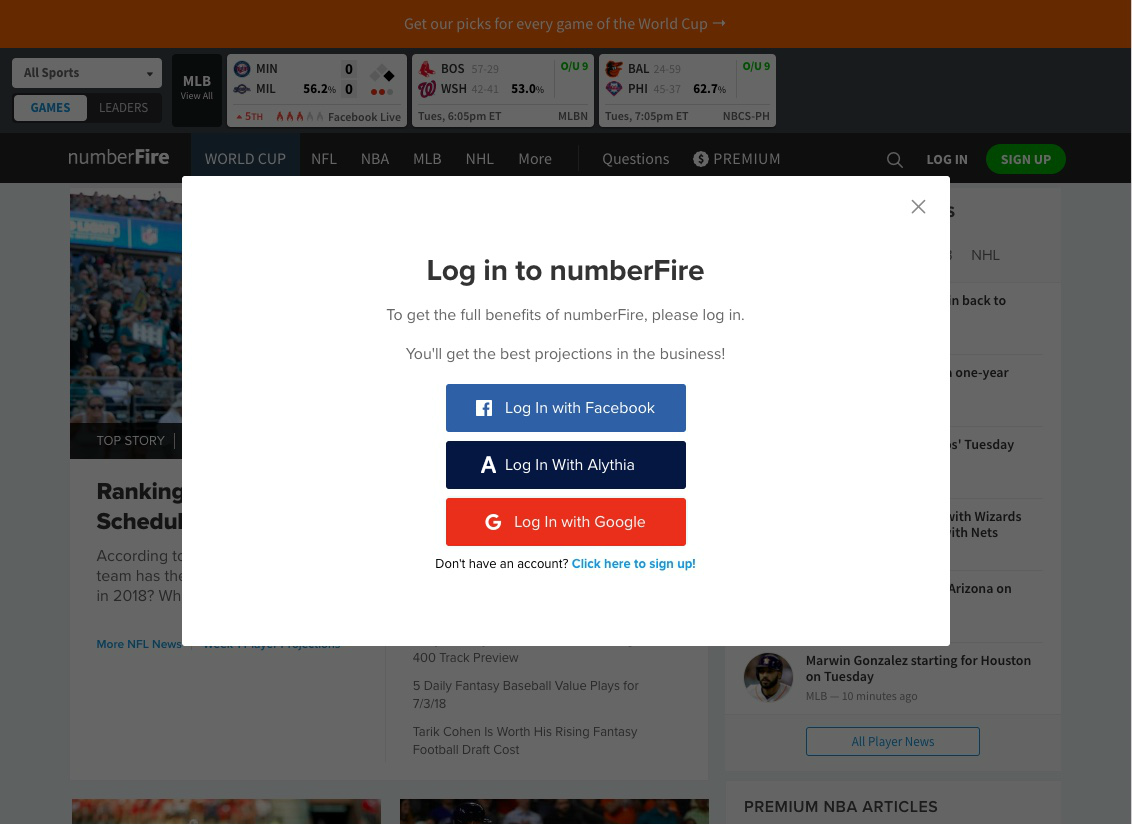 Get our picks for every game of the World Cup →
All Sports
GAMES
LEADERS
MLB
View All
MIN 0
MIL 56.2% 0
5TH Facebook Live
BOS 57-29 O/U 9
WSH 42-41 53.0%
Tues, 6:05pm ET MLBN
BAL 24-59 O/U 9
PHI 45-37 62.7%
Tues, 7:05pm ET NBCS-PH
numberFire
WORLD CUP NFL NBA MLB NHL More Questions PREMIUM LOG IN SIGN UP
NHL
Log in to numberFire
To get the full benefits of numberFire, please log in.
You'll get the best projections in the business!
Log In with Facebook
Log In With Alythia
Log In with Google
Don't have an account? Click here to sign up!
TOP STORY
Ranking
Schedul
According to
team has the
in 2018? Wh
More NFL News
Week 1 Player Projections
400 Track Preview
5 Daily Fantasy Baseball Value Plays for
7/3/18
Tarik Cohen Is Worth His Rising Fantasy
Football Draft Cost
n back to
one-year
s' Tuesday
with Wizards
ith Nets
Arizona on
Marwin Gonzalez starting for Houston
on Tuesday
MLB — 10 minutes ago
All Player News
PREMIUM NBA ARTICLES